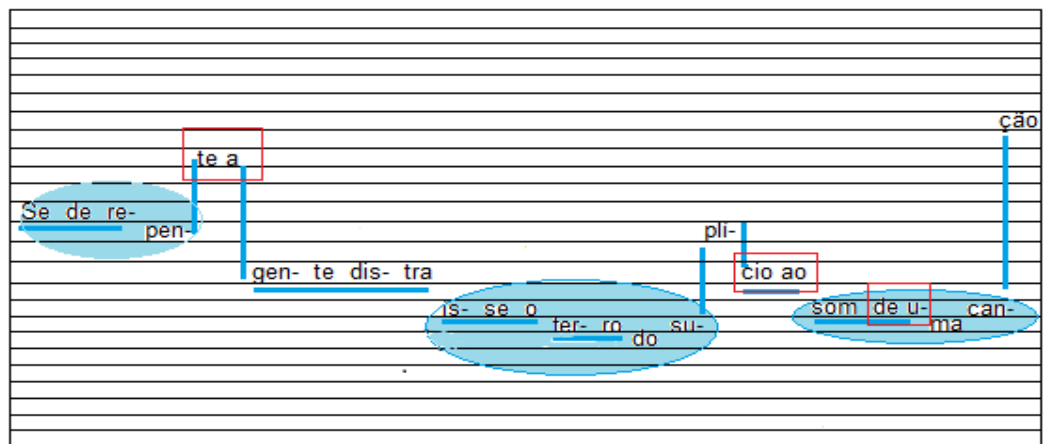 ção
te a
Se de re-
pen-
pli-
gen- te dis- tra
cio ao
is- se o
som de u-
can-
ter- ro
su-
ma
do